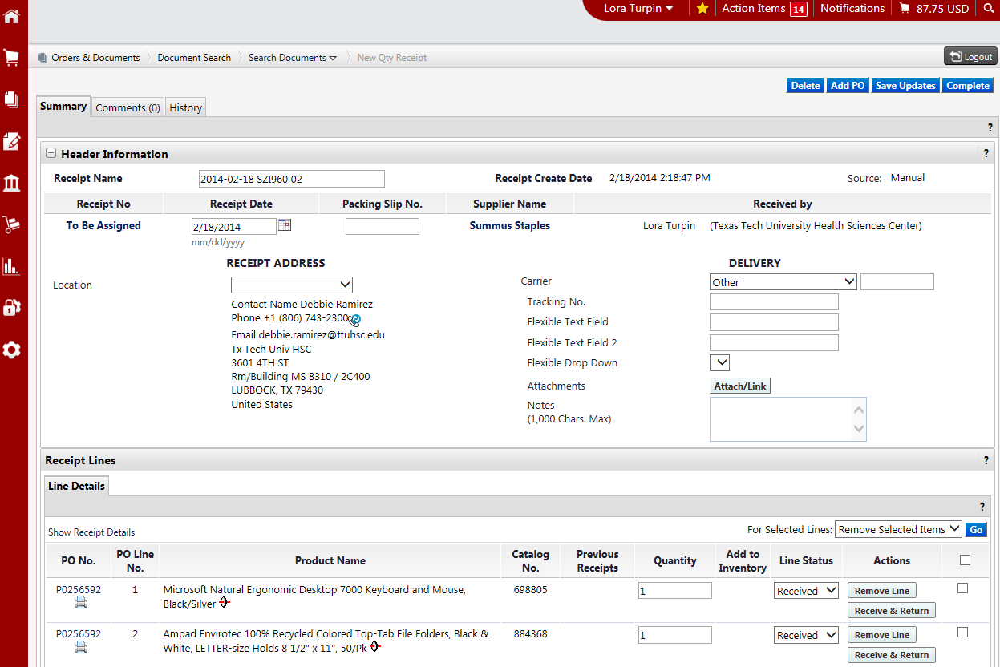 Lora Turpin Action Items 14 Notifications 87.75 USD
Orders & Documents Document Search Search Documents New Qty Receipt Logout
Delete Add PO Save Updates Complete
Summary Comments (0) History
?
Header Information ?
Receipt Name 2014-02-18 SZI960 02 Receipt Create Date 2/18/2014 2:18:47 PM Source: Manual
Receipt No Receipt Date Packing Slip No. Supplier Name Received by
To Be Assigned 2/18/2014 Summus Staples Lora Turpin (Texas Tech University Health Sciences Center)
mm/dd/yyyy
RECEIPT ADDRESS
Location
Contact Name Debbie Ramirez
Phone +1 (806) 743-2300
Email debbie.ramirez@ttuhsc.edu
Tx Tech Univ HSC
3601 4TH ST
Rm/Building MS 8310 / 2C400
LUBBOCK, TX 79430
United States
DELIVERY
Carrier Other
Tracking No.
Flexible Text Field
Flexible Text Field 2
Flexible Drop Down
Attachments Attach/Link
Notes
(1,000 Chars. Max)
Receipt Lines ?
Line Details
?
Show Receipt Details For Selected Lines: Remove Selected Items Go
PO No. PO Line No. Product Name Catalog No. Previous Receipts Quantity Add to Inventory Line Status Actions
P0256592 1 Microsoft Natural Ergonomic Desktop 7000 Keyboard and Mouse, 698805 1 Received Remove Line
Black/Silver Receive & Return
P0256592 2 Ampad Envirotec 100% Recycled Colored Top-Tab File Folders, Black & 884368 1 Received Remove Line
White, LETTER-size Holds 8 1/2" x 11", 50/Pk Receive & Return